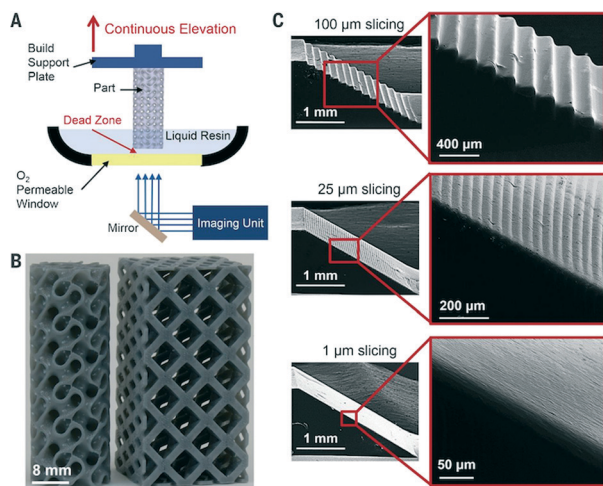 A
Continuous Elevation
Build
Support
Plate
Part
Dead Zone
Liquid Resin
O₂
Permeable
Window
Mirror
Imaging Unit
B
8 mm
C
100 µm slicing
1 mm
400 µm
25 µm slicing
1 mm
200 µm
1 µm slicing
1 mm
50 µm